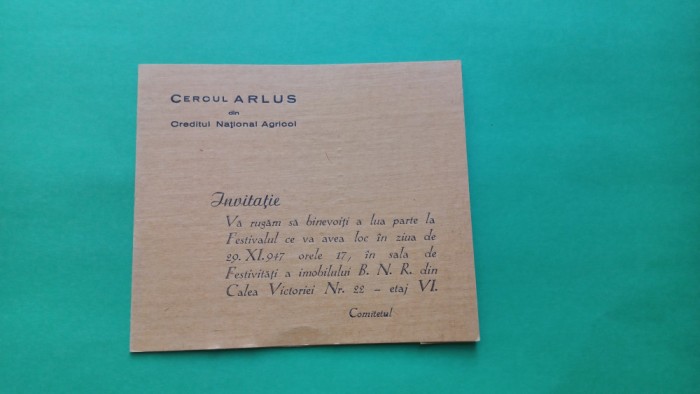 CERCUL ARLUS
din
Creditul Național Agricol
Invitație
Va rugăm să binevoiți a lua parte la
Festivalul ce va avea loc în ziua de
29. XI. 947 orele 17, în sala de
Festivități a imobilului B. N. R. din
Calea Victoriei Nr. 22 – etaj VI.
Comitetul